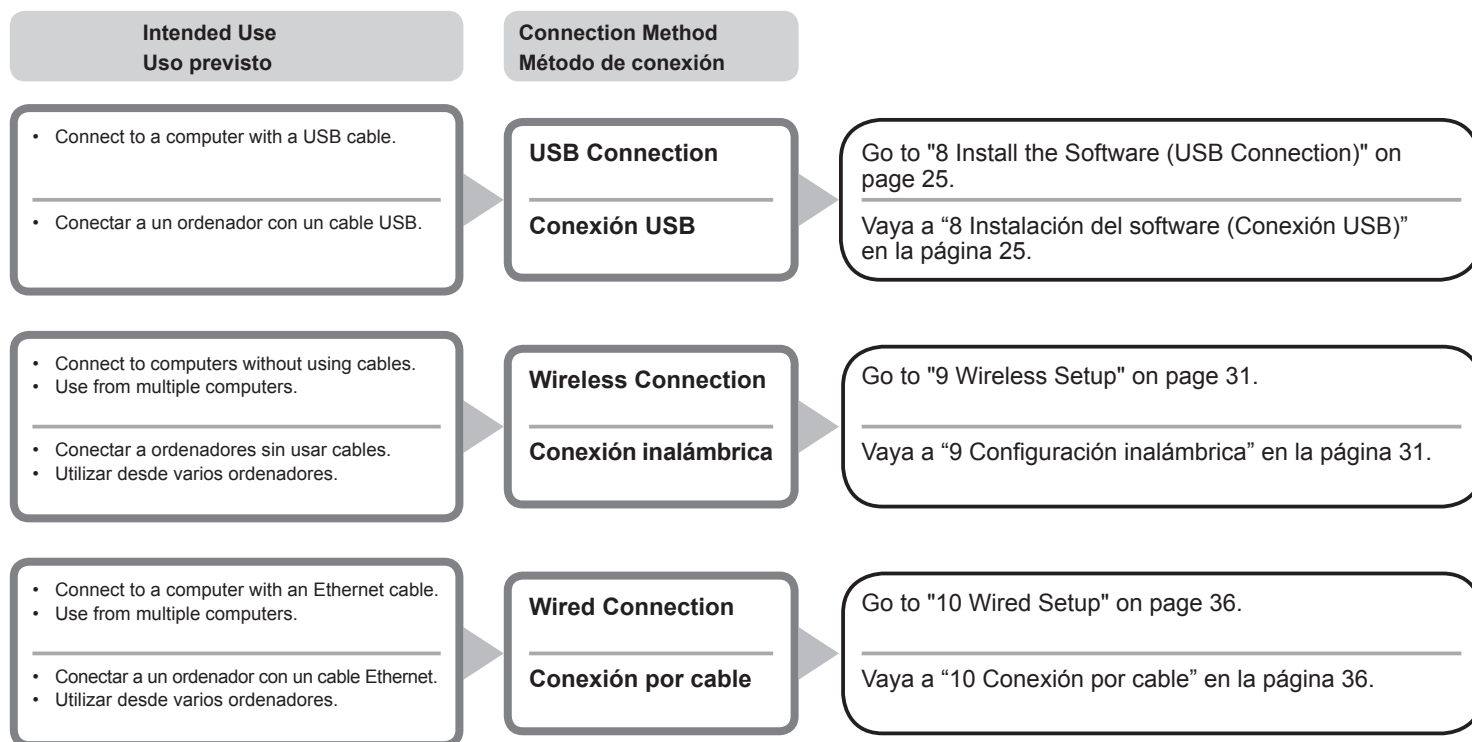 Intended Use
Uso previsto
Connection Method
Método de conexión
• Connect to a computer with a USB cable.
• Conectar a un ordenador con un cable USB.
USB Connection
Conexión USB
Go to "8 Install the Software (USB Connection)" on
page 25.
Vaya a “8 Instalación del software (Conexión USB)”
en la página 25.
• Connect to computers without using cables.
• Use from multiple computers.
• Conectar a ordenadores sin usar cables.
• Utilizar desde varios ordenadores.
Wireless Connection
Conexión inalámbrica
Go to "9 Wireless Setup" on page 31.
Vaya a “9 Configuración inalámbrica” en la página 31.
• Connect to a computer with an Ethernet cable.
• Use from multiple computers.
• Conectar a un ordenador con un cable Ethernet.
• Utilizar desde varios ordenadores.
Wired Connection
Conexión por cable
Go to "10 Wired Setup" on page 36.
Vaya a “10 Conexión por cable” en la página 36.